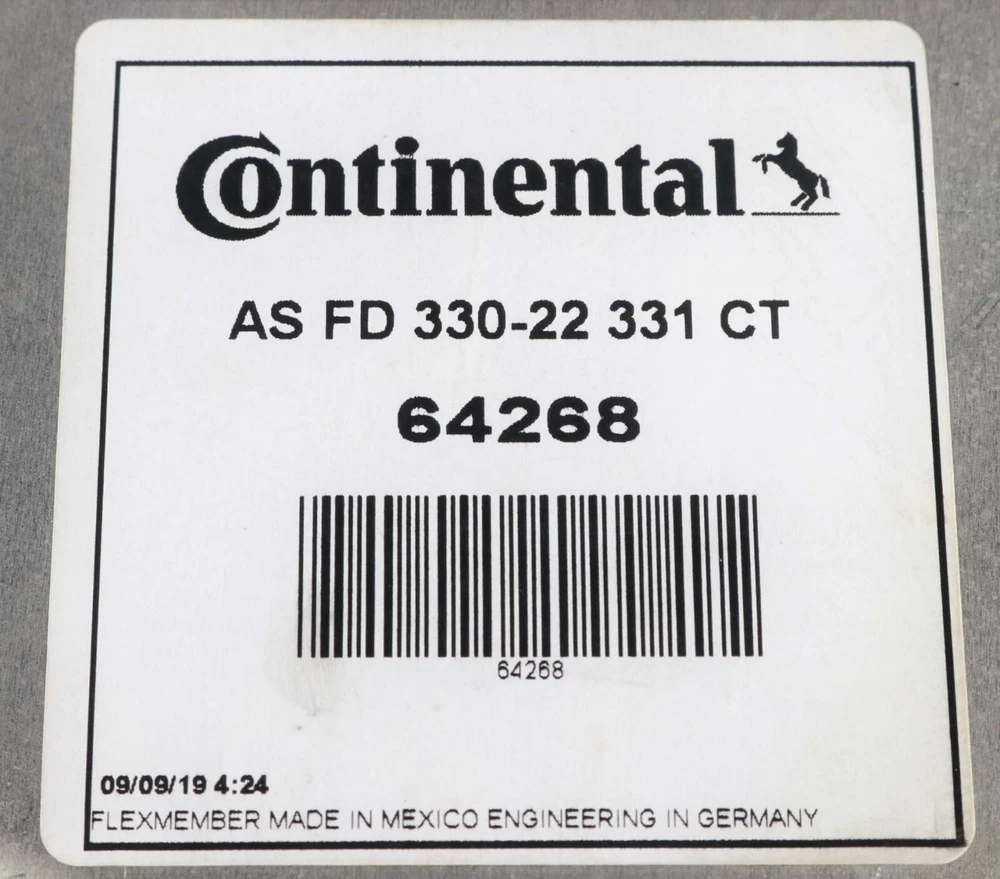 Continental
AS FD 330-22 331 CT
64268
64268
09/09/19 4:24
FLEXMEMBER MADE IN MEXICO ENGINEERING IN GERMANY